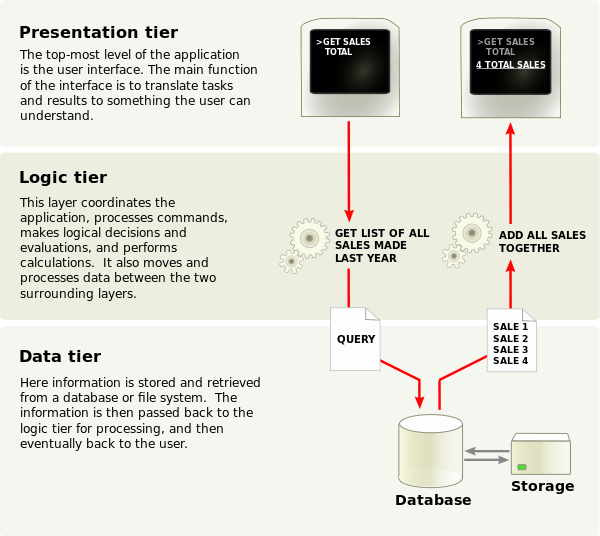 Presentation tier
The top-most level of the application
is the user interface. The main function
of the interface is to translate tasks
and results to something the user can
understand.
>GET SALES
TOTAL
>GET SALES
TOTAL
4 TOTAL SALES
Logic tier
This layer coordinates the
application, processes commands,
makes logical decisions and
evaluations, and performs
calculations.  It also moves and
processes data between the two
surrounding layers.
GET LIST OF ALL
SALES MADE
LAST YEAR
ADD ALL SALES
TOGETHER
QUERY
SALE 1
SALE 2
SALE 3
SALE 4
Data tier
Here information is stored and retrieved
from a database or file system.  The
information is then passed back to the
logic tier for processing, and then
eventually back to the user.
Database
Storage